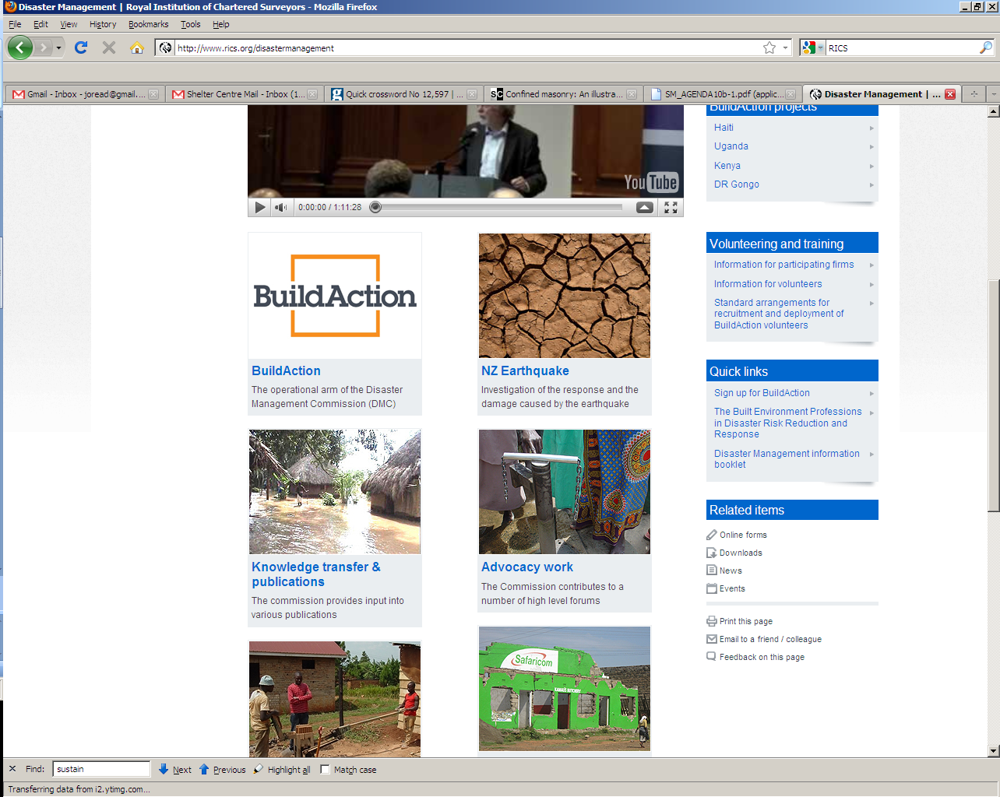 Disaster Management | Royal Institution of Chartered Surveyors - Mozilla Firefox
File Edit View History Bookmarks Tools Help
http://www.rics.org/disastermanagement
RICS
Gmail - Inbox - joread@gmail....
Shelter Centre Mail - Inbox (1...
Quick crossword No 12,597 | ...
SC Confined masonry: An illustra...
SM_AGENDA10b-1.pdf (applic...
Disaster Management | ...
YouTube
0:00:00 / 1:11:28
BuildAction
BuildAction
The operational arm of the Disaster
Management Commission (DMC)
NZ Earthquake
Investigation of the response and the
damage caused by the earthquake
Knowledge transfer &
publications
The commission provides input into
various publications
Advocacy work
The Commission contributes to a
number of high level forums
Safaricom
BuildAction projects
Haiti
Uganda
Kenya
DR Gongo
Volunteering and training
Information for participating firms
Information for volunteers
Standard arrangements for
recruitment and deployment of
BuildAction volunteers
Quick links
Sign up for BuildAction
The Built Environment Professions
in Disaster Risk Reduction and
Response
Disaster Management information
booklet
Related items
Online forms
Downloads
News
Events
Print this page
Email to a friend / colleague
Feedback on this page
Find: sustain Next Previous Highlight all Match case
Transferring data from i2.ytimg.com...